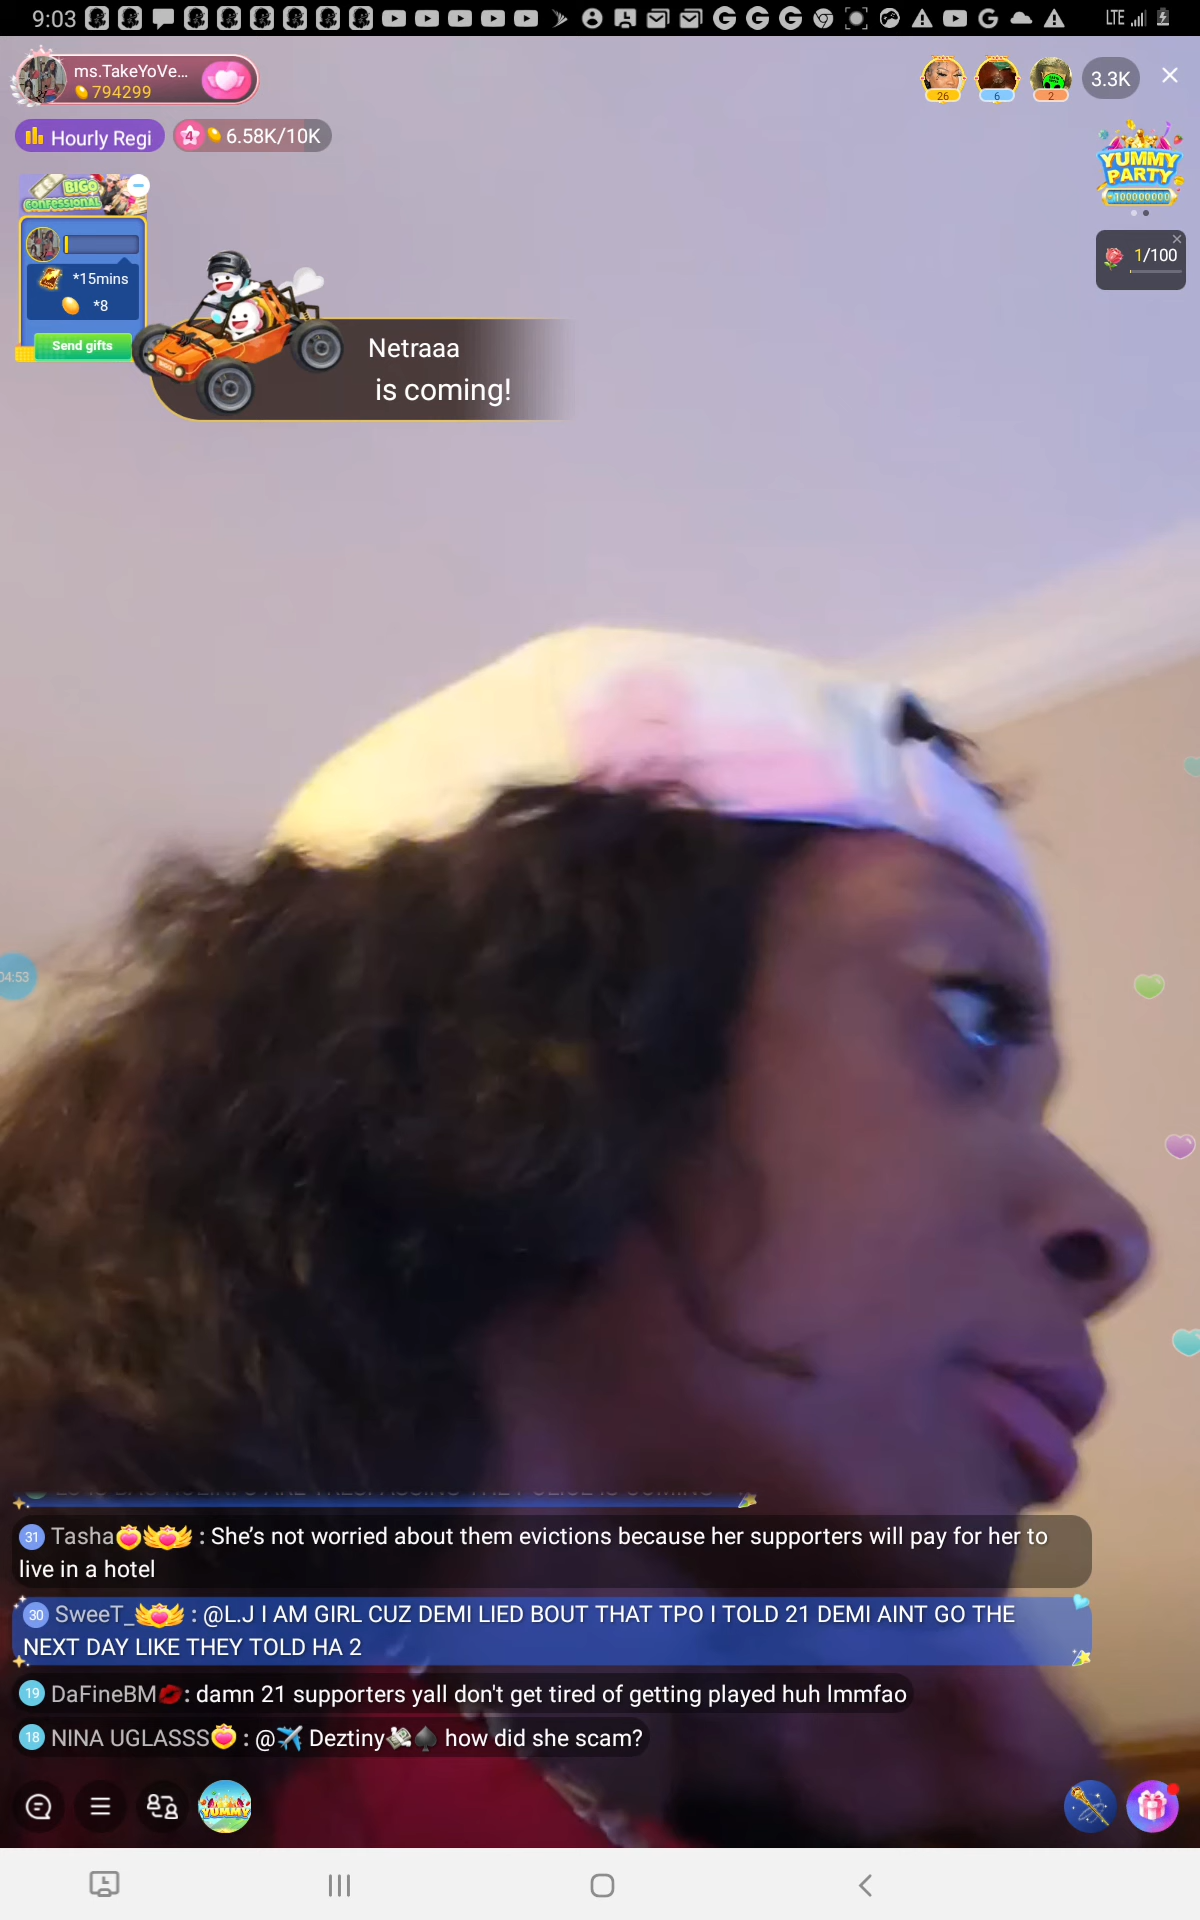 9:03
LTE
ms.TakeYoVe...
794299
26
6
2
3.3K
Hourly Regi
4
6.58K/10K
YUMMY
PARTY
100000000
BIGO
CONFESSIONAL
*15mins
*8
Send gifts
1/100
Netraaa
is coming!
04:53
31 Tasha : She’s not worried about them evictions because her supporters will pay for her to
live in a hotel
30 SweeT_ : @L.J I AM GIRL CUZ DEMI LIED BOUT THAT TPO I TOLD 21 DEMI AINT GO THE
NEXT DAY LIKE THEY TOLD HA 2
19 DaFineBM💋: damn 21 supporters yall don't get tired of getting played huh lmmfao
18 NINA UGLASSS : @✈️ Deztiny💸♠️ how did she scam?
YUMMY